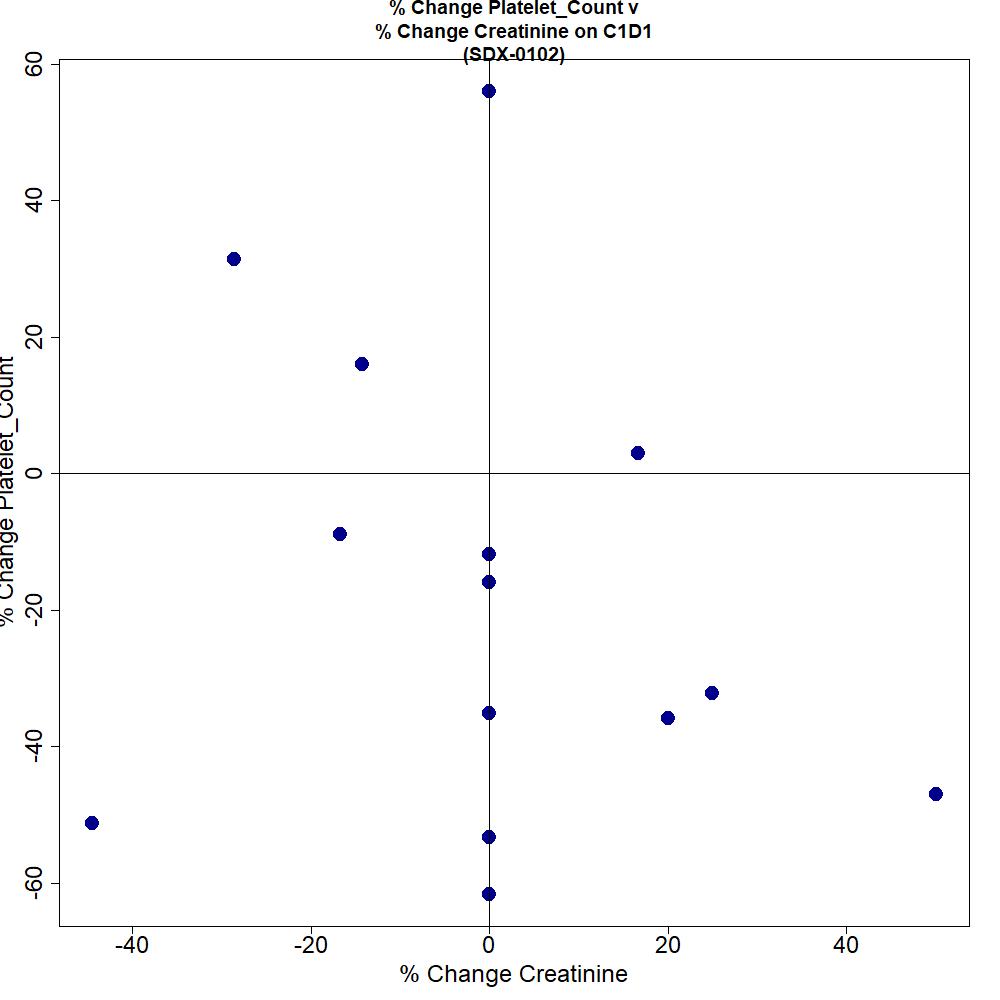 % Change Platelet_Count v
% Change Creatinine on C1D1
(SDX-0102)
60
40
20
0
-20
-40
-60
% Change Platelet_Count
-40
-20
0
20
40
% Change Creatinine